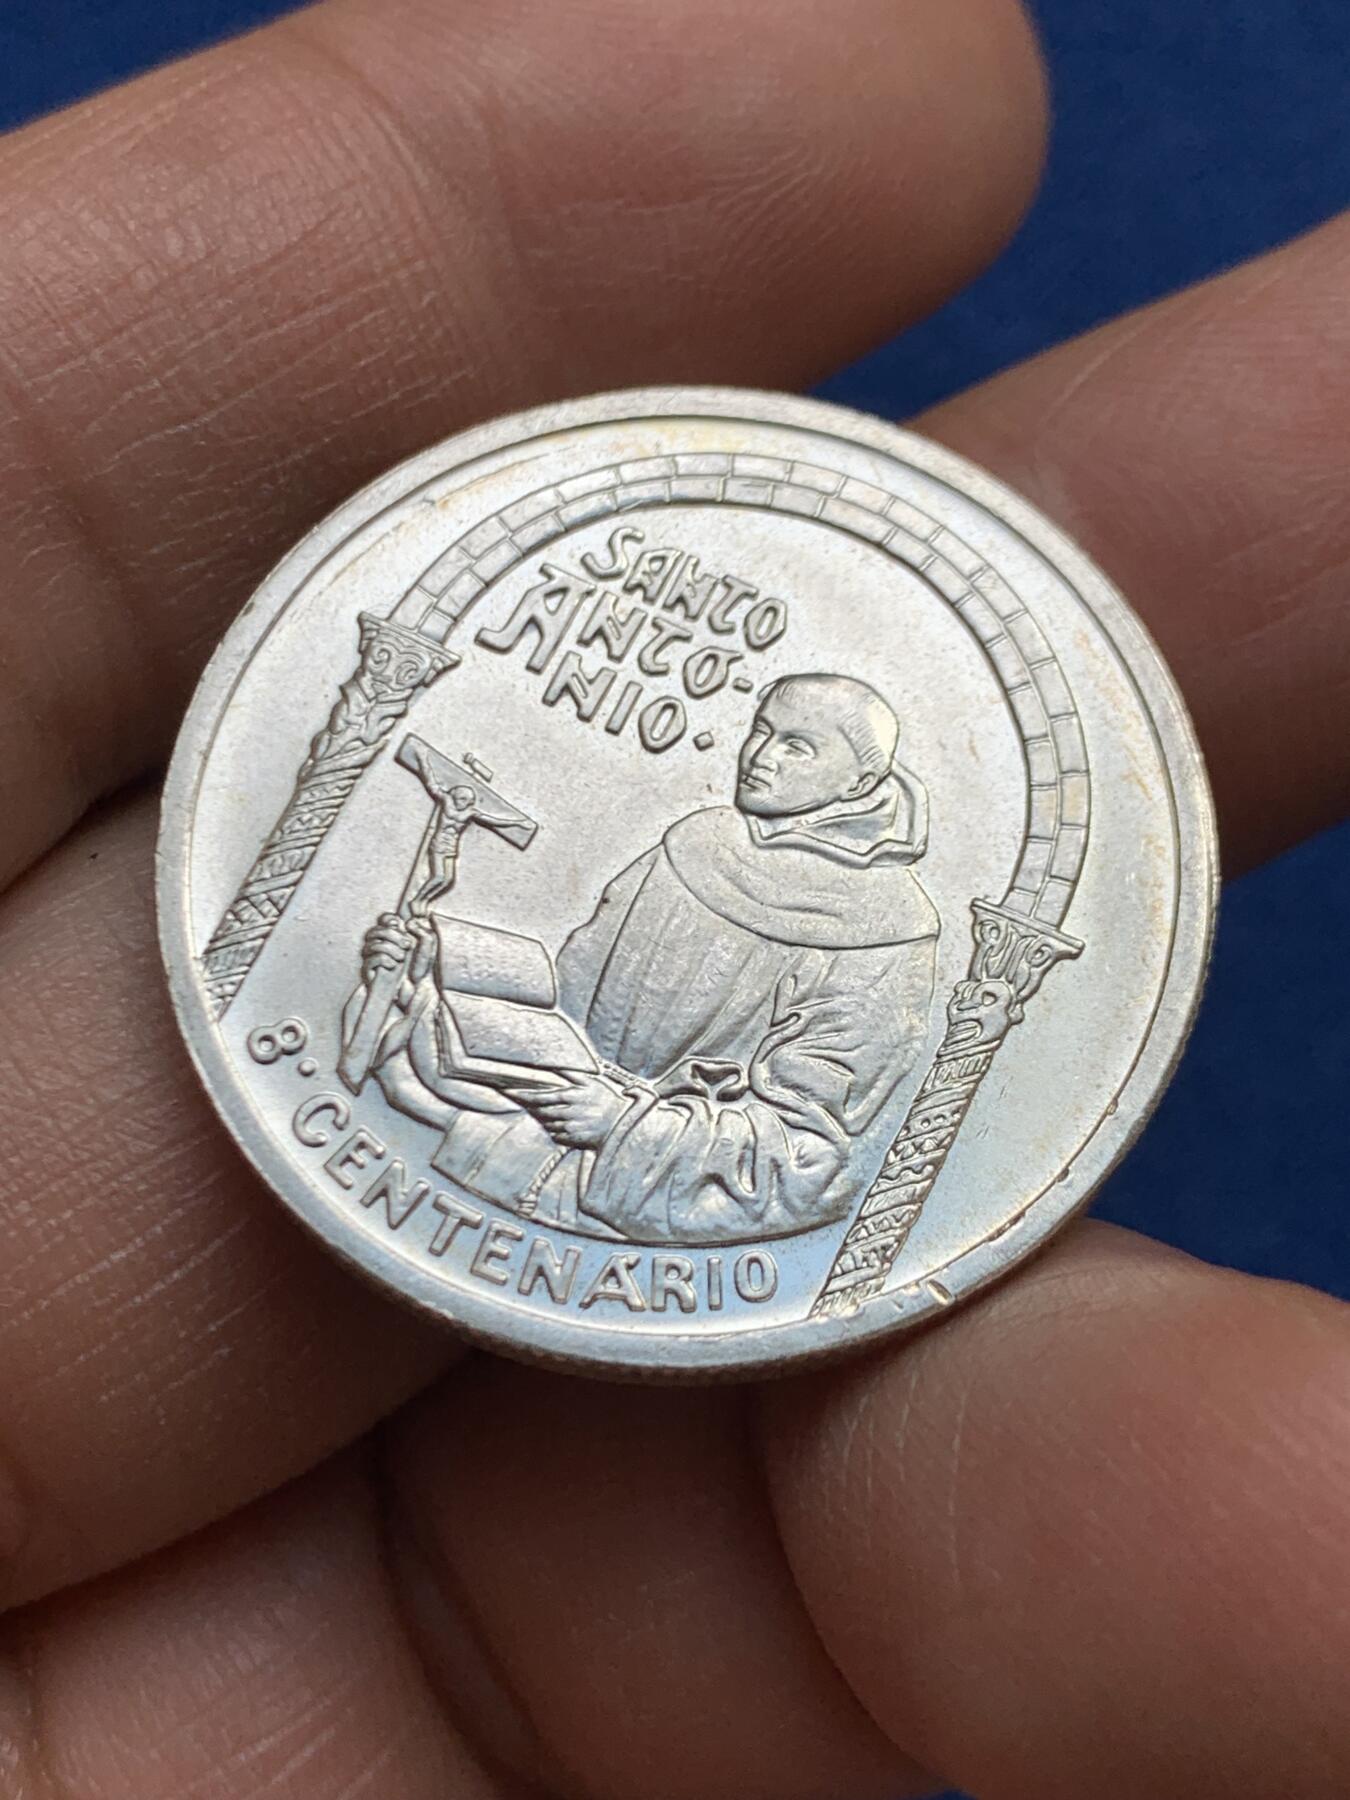 SANTO
ANTO-
NIO.
8. CENTENÁRIO